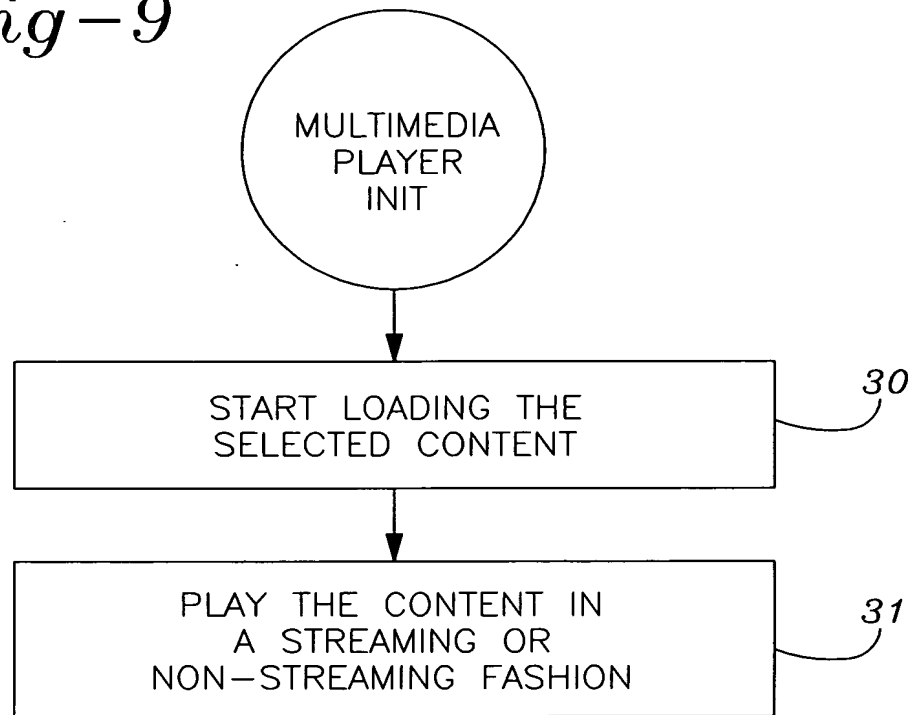 ig-9
MULTIMEDIA
PLAYER
INIT
START LOADING THE
SELECTED CONTENT
30
PLAY THE CONTENT IN
A STREAMING OR
NON-STREAMING FASHION
31